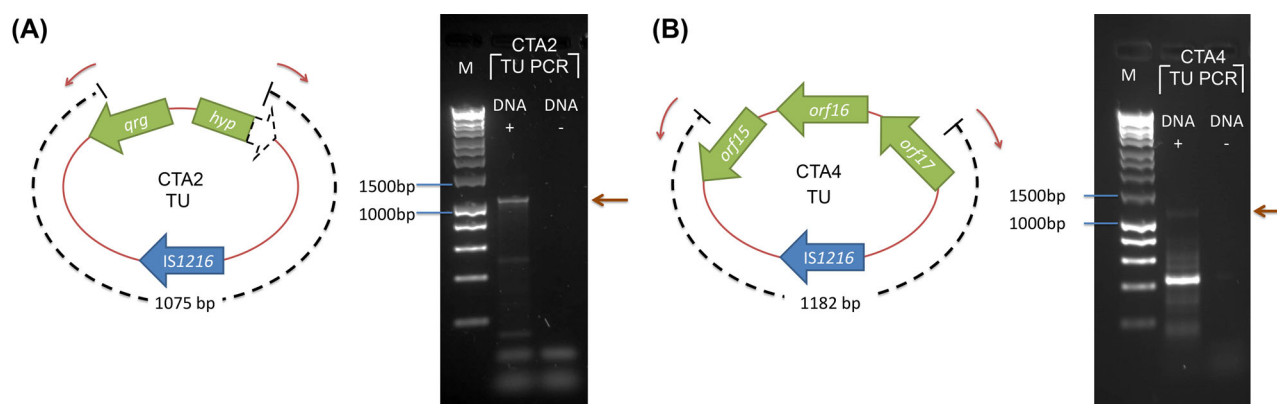 (A)
qrg
hyp
CTA2
TU
IS1216
1075 bp
1500bp
1000bp
CTA2
TU PCR
M
DNA
+
DNA
-
(B)
orf15
orf16
orf17
CTA4
TU
IS1216
1182 bp
1500bp
1000bp
CTA4
TU PCR
M
DNA
+
DNA
-